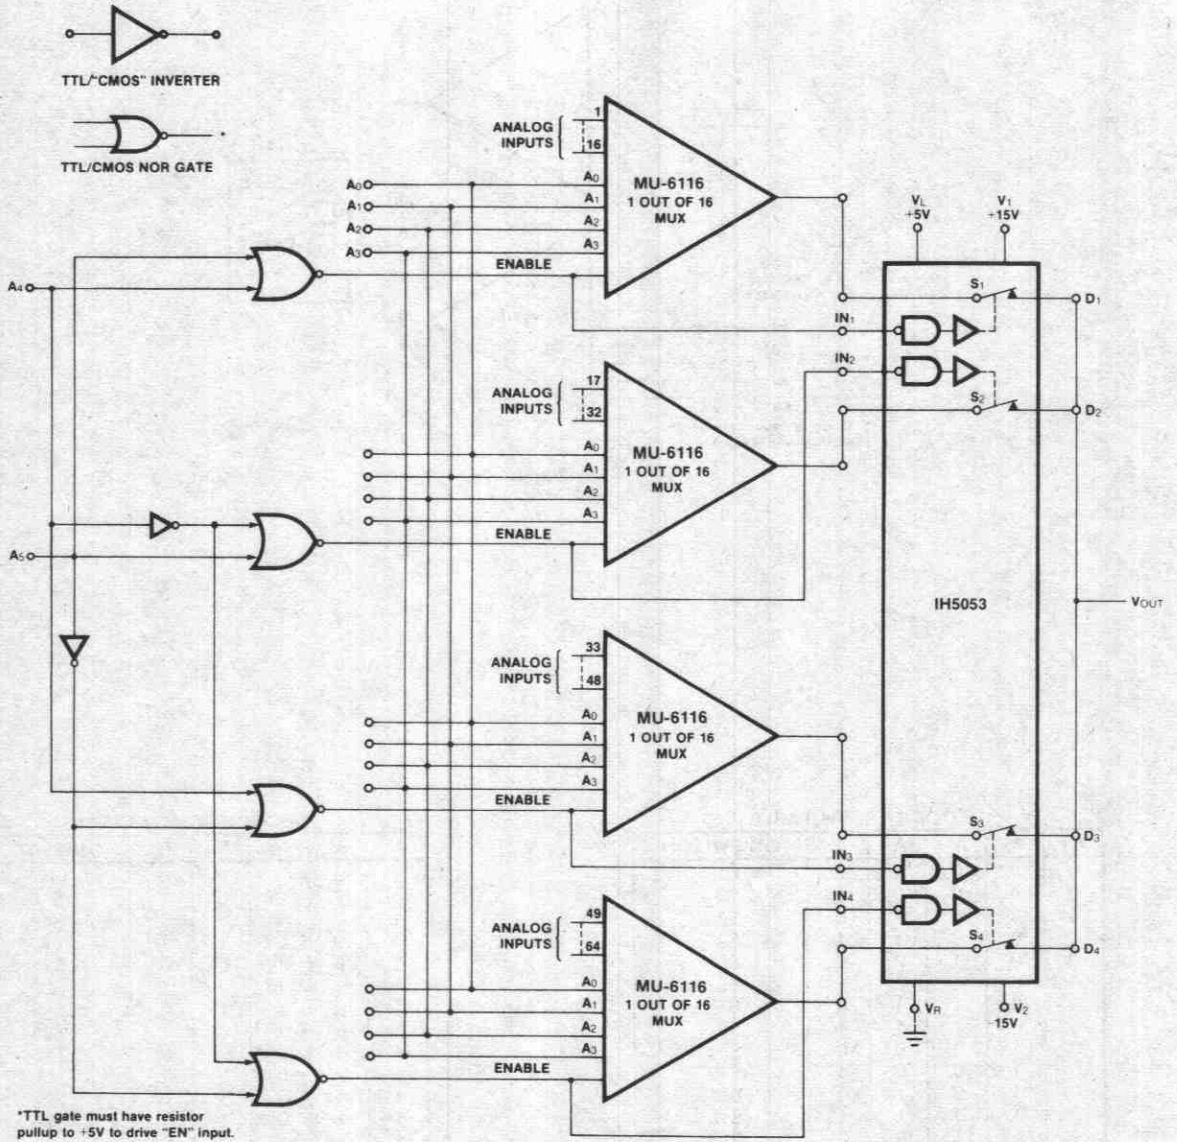 TTL/"CMOS" INVERTER
TTL/CMOS NOR GATE
*
A4
A5
ANALOG
INPUTS
1
16
A0
A1
A2
A3
A0
A1
A2
A3
ENABLE
MU-6116
1 OUT OF 16
MUX
ANALOG
INPUTS
17
32
A0
A1
A2
A3
ENABLE
MU-6116
1 OUT OF 16
MUX
ANALOG
INPUTS
33
48
A0
A1
A2
A3
ENABLE
MU-6116
1 OUT OF 16
MUX
ANALOG
INPUTS
49
64
A0
A1
A2
A3
ENABLE
MU-6116
1 OUT OF 16
MUX
VL
+5V
V1
+15V
S1
D1
IN1
IN2
S2
D2
IH5053
VOUT
S3
D3
IN3
IN4
S4
D4
VR
V2
-15V
*TTL gate must have resistor
pullup to +5V to drive "EN" input.